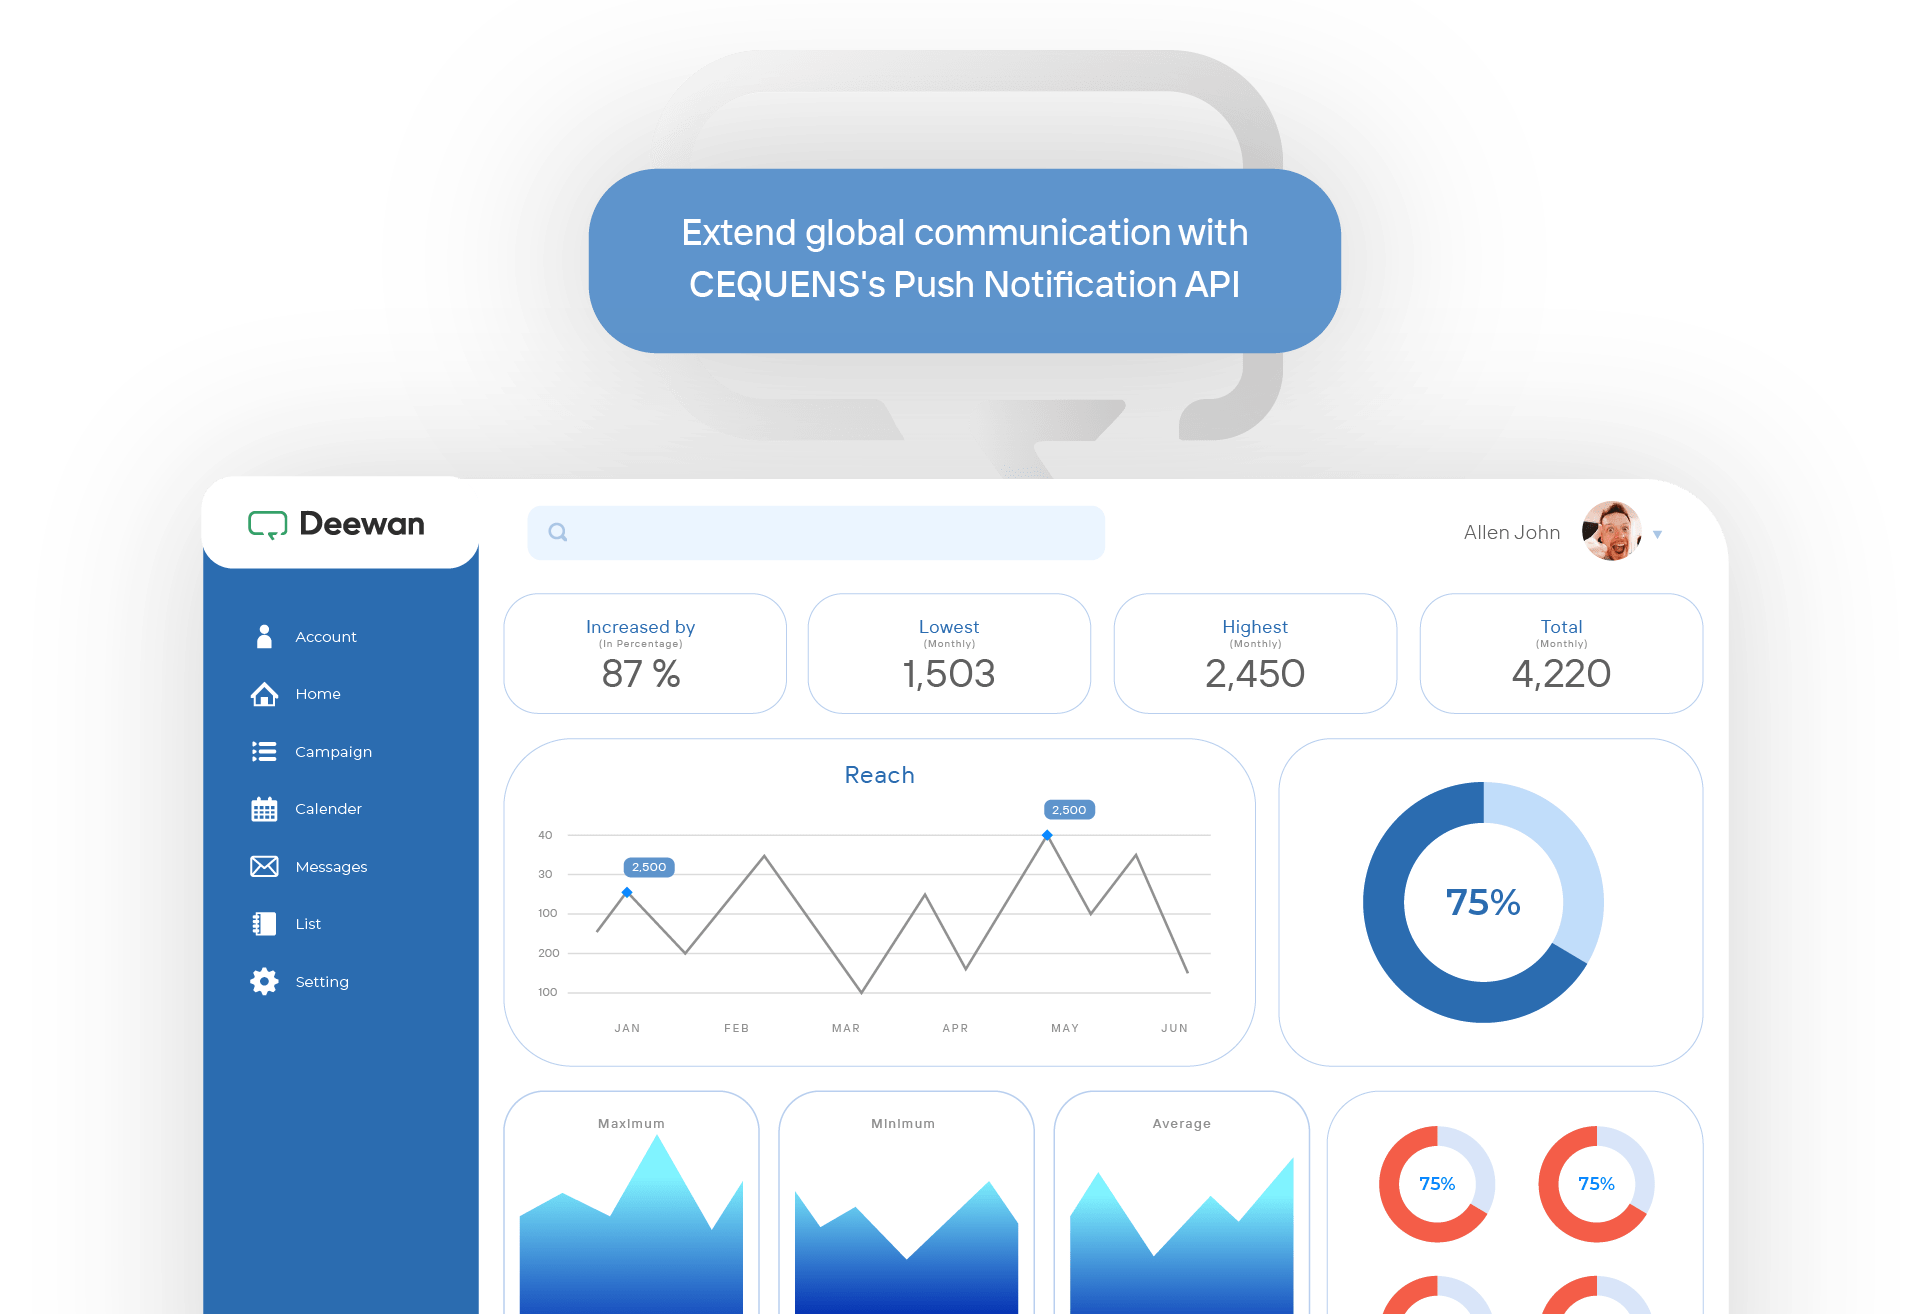 Extend global communication with
CEQUENS's Push Notification API
Deewan
Allen John
Account
Home
Campaign
Calender
Messages
List
Setting
Increased by
(In Percentage)
87 %
Lowest
(Monthly)
1,503
Highest
(Monthly)
2,450
Total
(Monthly)
4,220
Reach
2,500
2,500
40
30
100
200
100
JAN FEB MAR APR MAY JUN
75%
Maximum
Minimum
Average
75%
75%